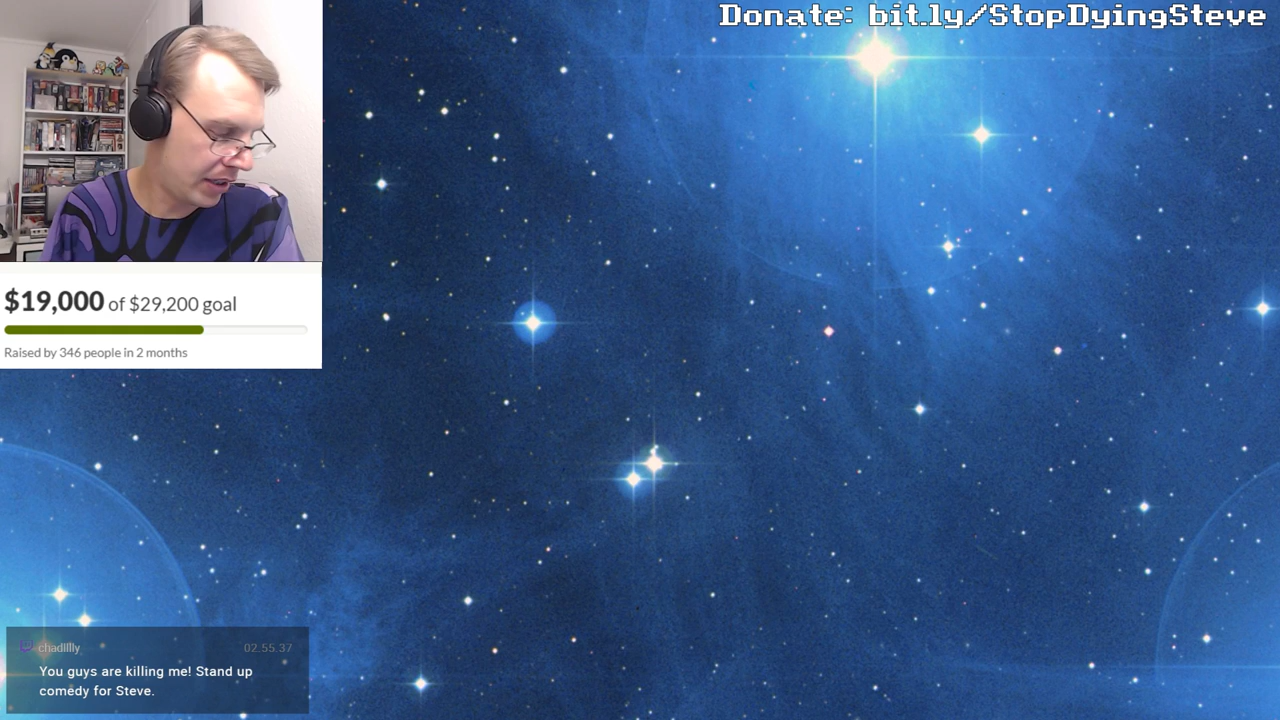 Donate: bit.ly/StopDyingSteve
$19,000 of $29,200 goal
Raised by 346 people in 2 months
chadillly 02.55.37
You guys are killing me! Stand up
comedy for Steve.